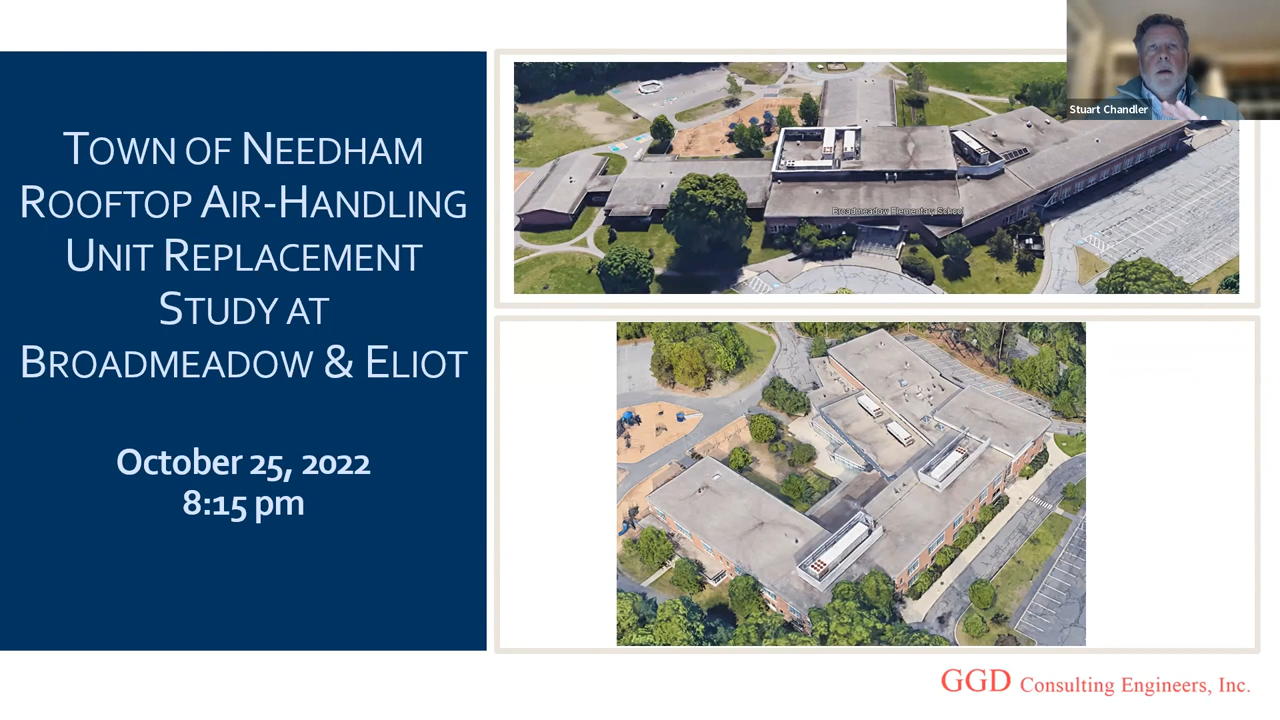 TOWN OF NEEDHAM
ROOFTOP AIR-HANDLING
UNIT REPLACEMENT
STUDY AT
BROADMEADOW & ELIOT
October 25, 2022
8:15 pm
Stuart Chandler
Broadmeadow Elementary School
GGD Consulting Engineers, Inc.